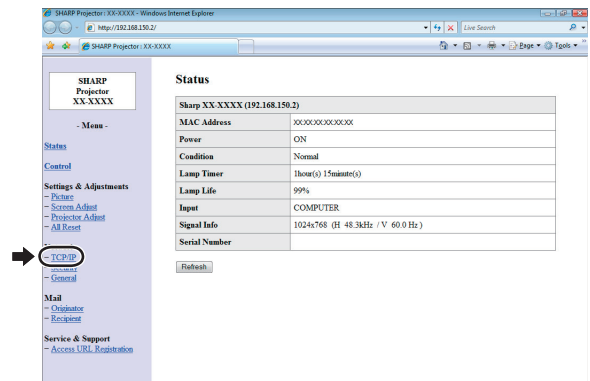 SHARP Projector : XX-XXXX - Windows Internet Explorer
http://192.168.150.2/
Live Search
SHARP Projector : XX-XXXX
Page
Tools
SHARP
Projector
XX-XXXX
- Menu -
Status
Control
Settings & Adjustments
– Picture
– Screen Adjust
– Projector Adjust
– All Reset
– TCP/IP
– Security
– General
Mail
– Originator
– Recipient
Service & Support
– Access URL Registration
Status
Sharp XX-XXXX (192.168.150.2)
MAC Address XX:XX:XX:XX:XX:XX
Power ON
Condition Normal
Lamp Timer 1hour(s) 15minute(s)
Lamp Life 99%
Input COMPUTER
Signal Info 1024x768 (H 48.3kHz / V 60.0 Hz )
Serial Number
Refresh